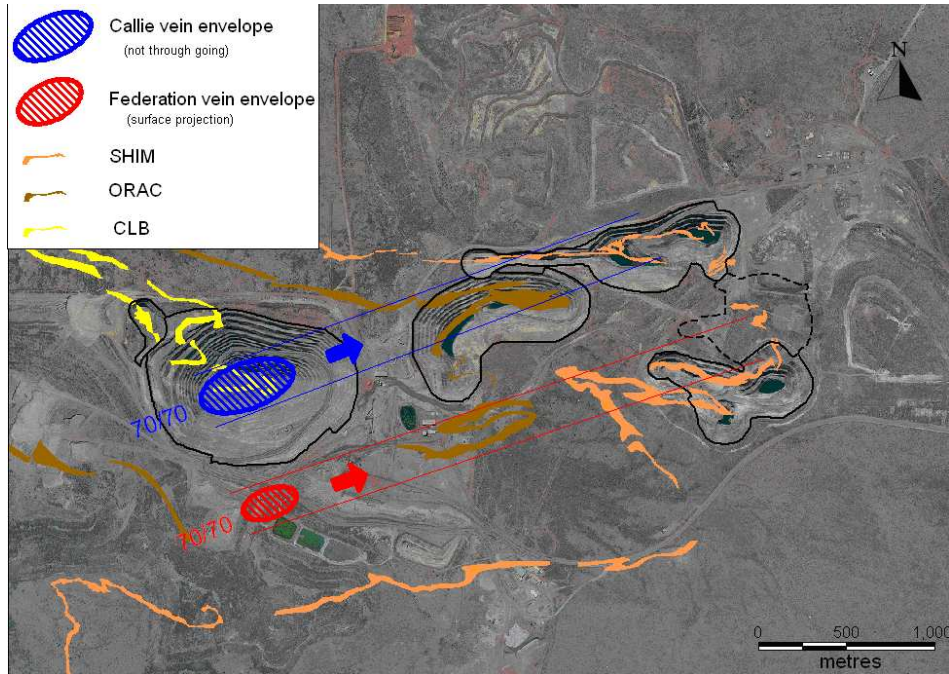 Callie vein envelope
(not through going)
Federation vein envelope
(surface projection)
SHIM
ORAC
CLB
N
70/70
70/70
0 500 1,000
metres